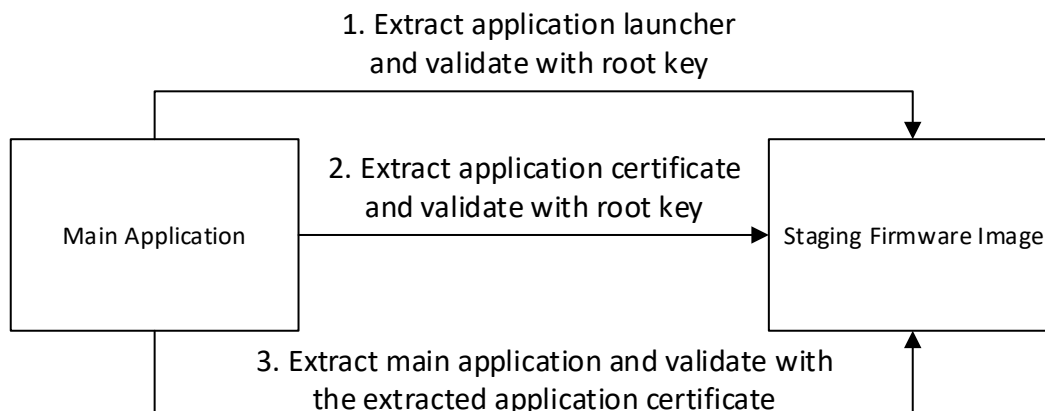 1. Extract application launcher
and validate with root key
2. Extract application certificate
and validate with root key
Main Application
Staging Firmware Image
3. Extract main application and validate with
the extracted application certificate